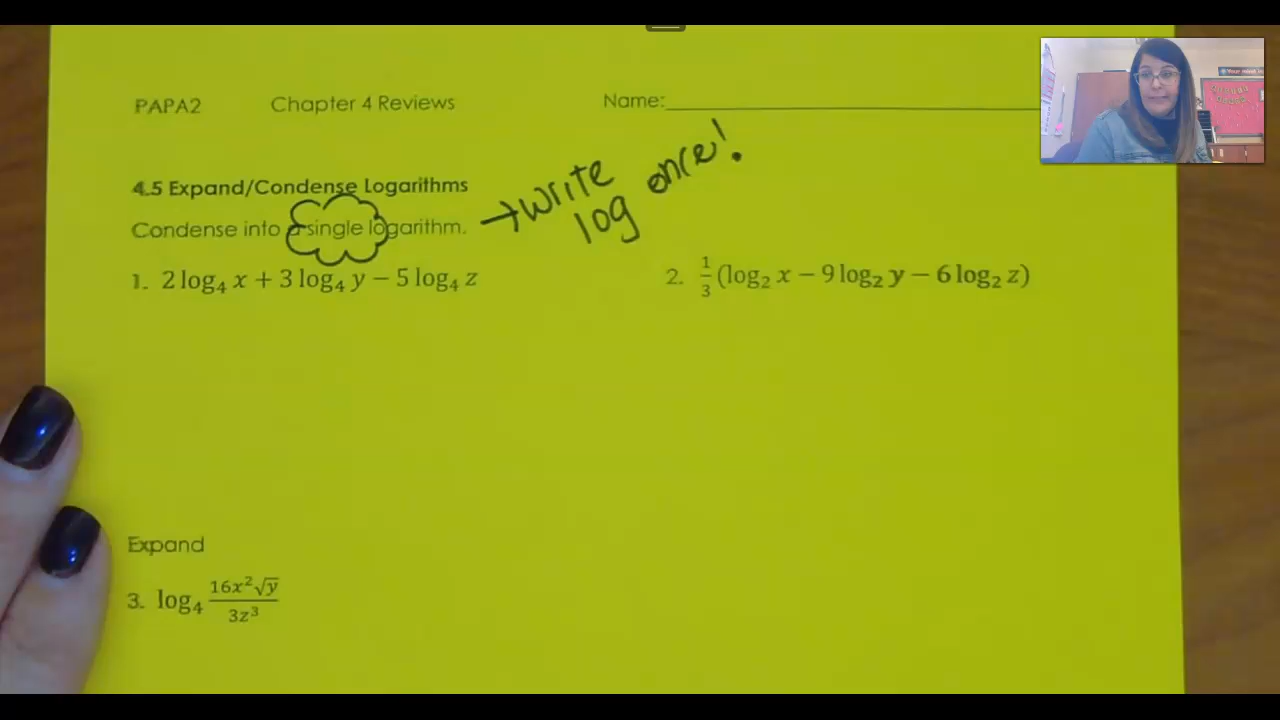 PAPA2 Chapter 4 Reviews Name:
4.5 Expand/Condense Logarithms
Condense into a single logarithm. → write log once!
1. 2 log₄ x + 3 log₄ y − 5 log₄ z
2. 1/3 (log₂ x − 9 log₂ y − 6 log₂ z)
Expand
3. log₄ 16x²√y / 3z³